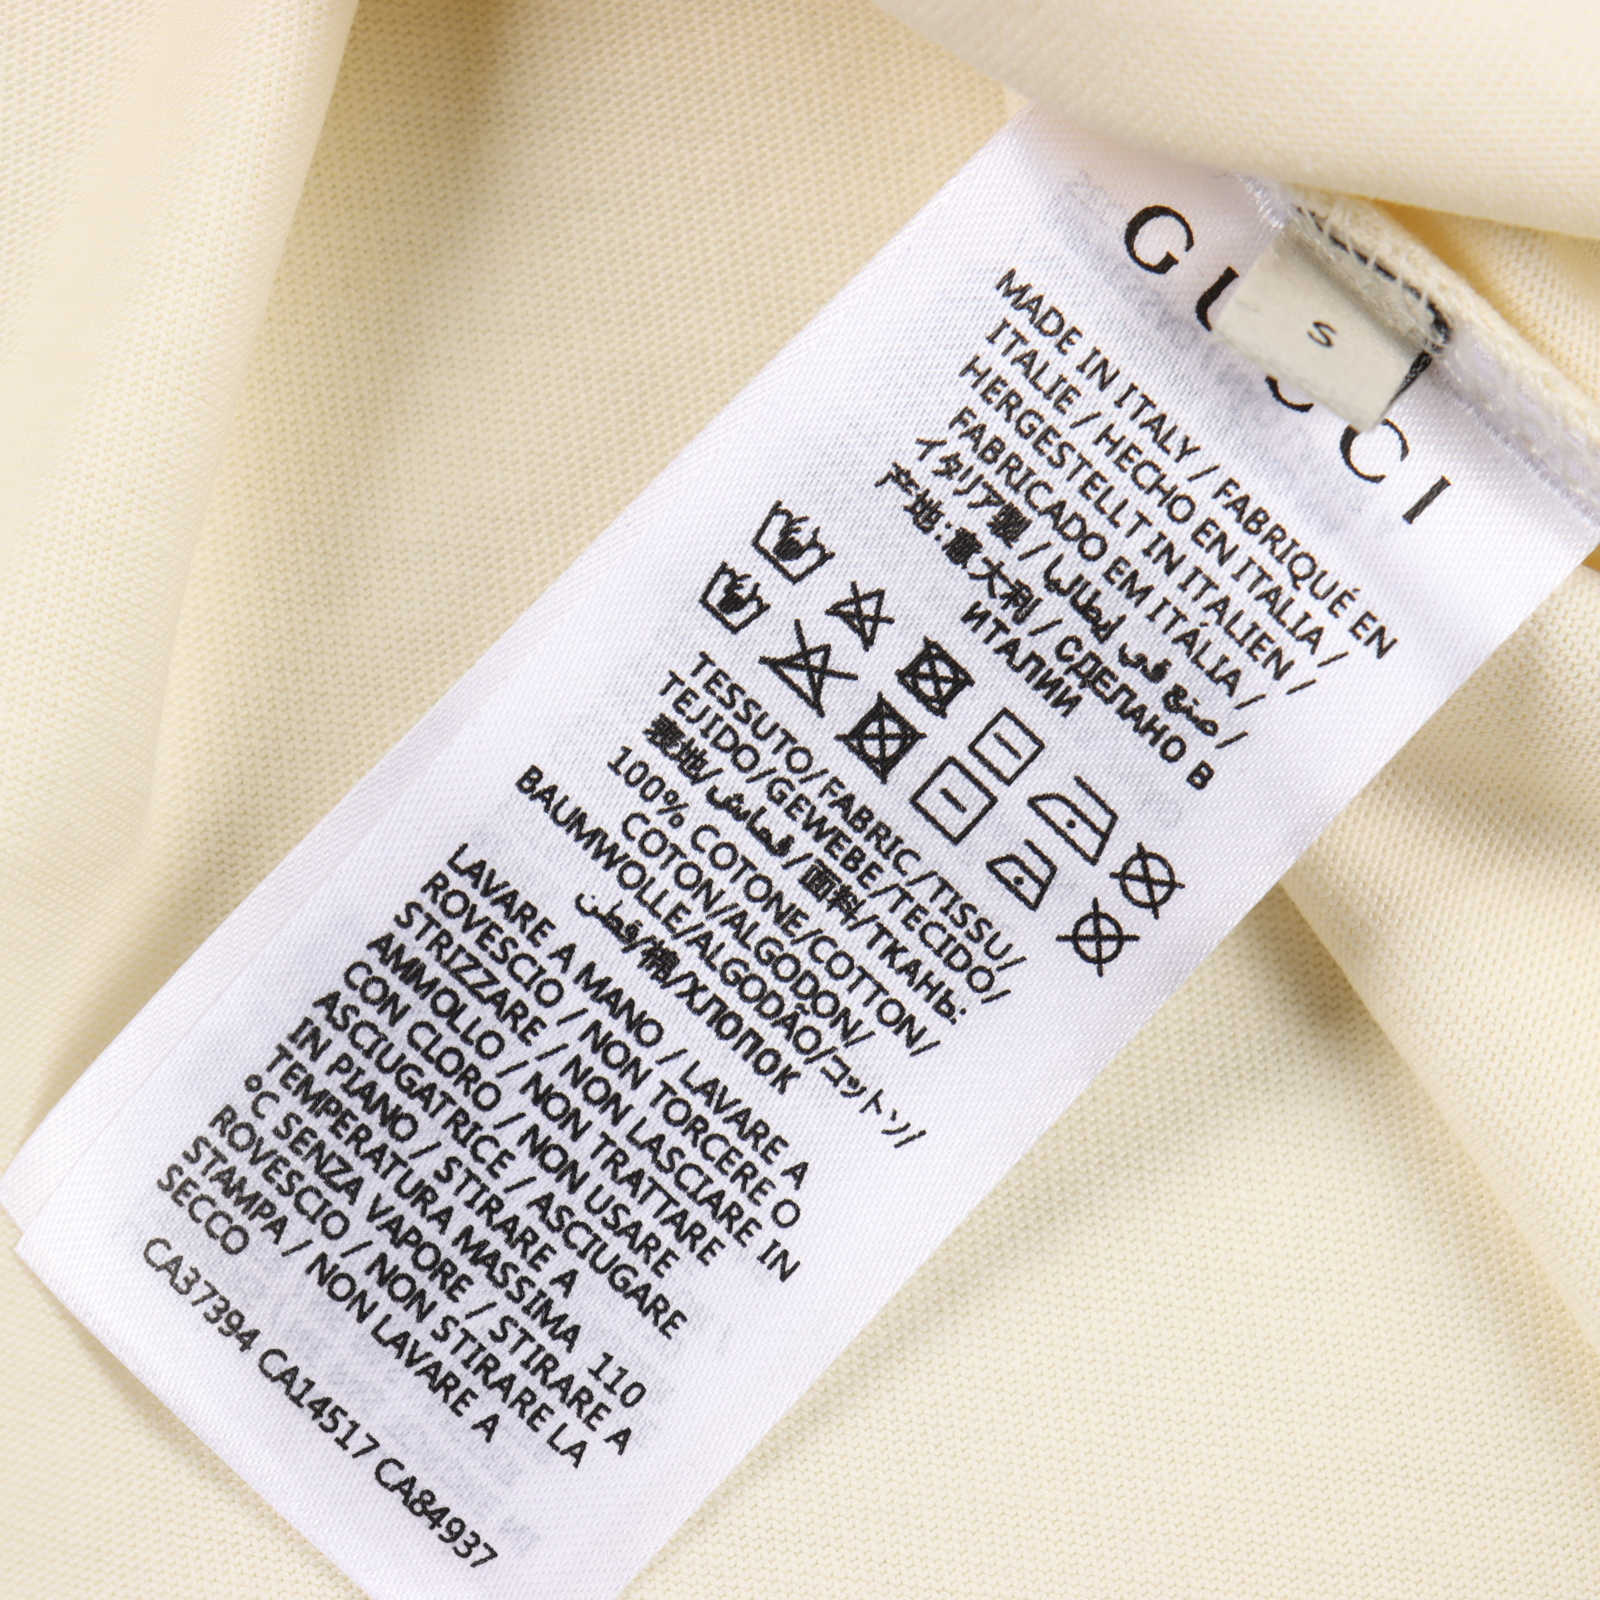 GUCCI
S
MADE IN ITALY / FABRIQUÉ EN
ITALIE / HECHO EN ITALIA /
HERGESTELLT IN ITALIEN /
FABRICADO EM ITÁLIA /
イタリア製 / صنع في إيطاليا /
产地:意大利 / СДЕЛАНО В
ИТАЛИИ
TESSUTO/FABRIC/TISSU/
TEJIDO/GEWEBE/TECIDO/
表地/قماش/面料/ТКАНЬ:
100% COTONE/COTTON/
COTON/ALGODON/
BAUMWOLLE/ALGODÃO/コットン/
قطن/棉/ХЛОПОК
LAVARE A MANO / LAVARE A
ROVESCIO / NON TORCERE O
STRIZZARE / NON LASCIARE IN
AMMOLLO / NON TRATTARE
CON CLORO / NON USARE
ASCIUGATRICE / ASCIUGARE
IN PIANO / STIRARE A
TEMPERATURA MASSIMA 110
°C SENZA VAPORE / STIRARE A
ROVESCIO / NON STIRARE LA
STAMPA / NON LAVARE A
SECCO
CA37394 CA14517 CA84937